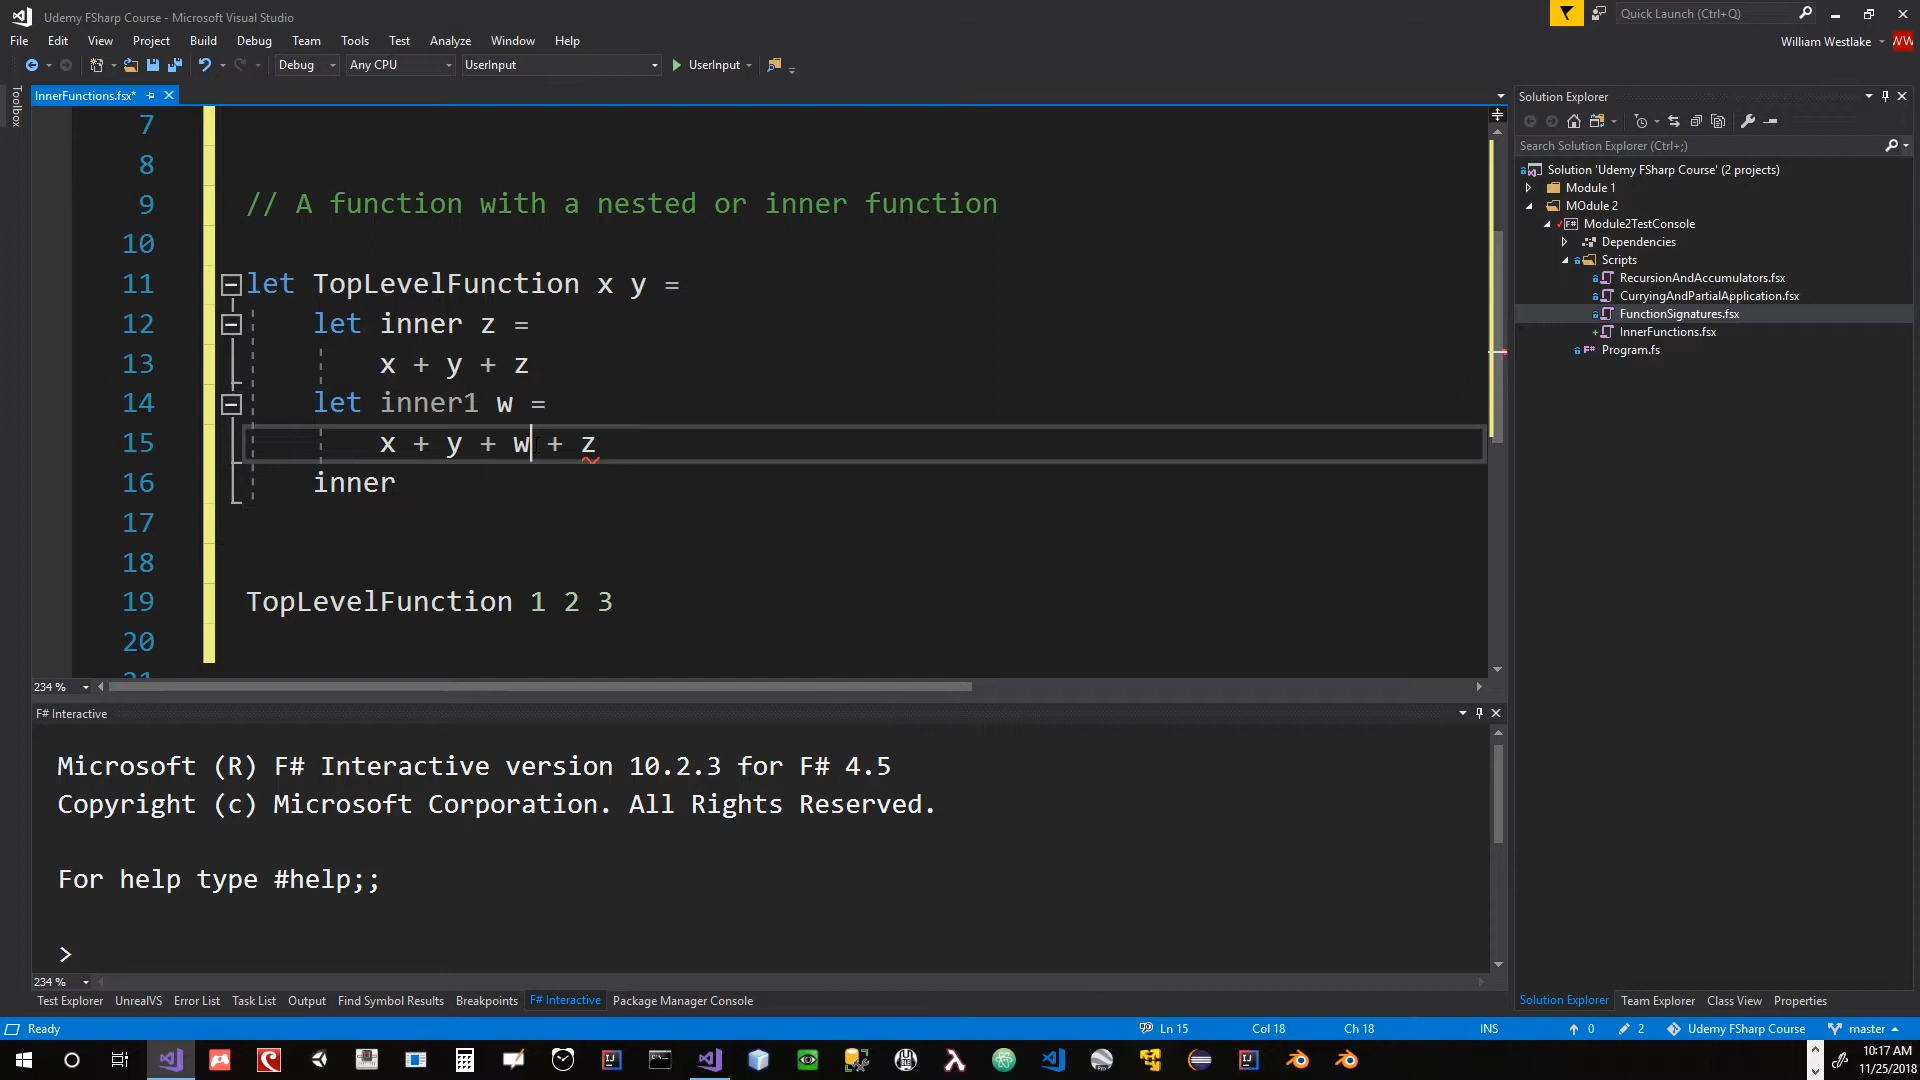 Udemy FSharp Course - Microsoft Visual Studio
Quick Launch (Ctrl+Q)
File Edit View Project Build Debug Team Tools Test Analyze Window Help
William Westlake
WW
Debug Any CPU UserInput UserInput
Toolbox
InnerFunctions.fsx*
7
8
9 // A function with a nested or inner function
10
11 let TopLevelFunction x y =
12 let inner z =
13 x + y + z
14 let inner1 w =
15 x + y + w + z
16 inner
17
18
19 TopLevelFunction 1 2 3
20
21
234 %
Solution Explorer
Search Solution Explorer (Ctrl+;)
Solution 'Udemy FSharp Course' (2 projects)
Module 1
MOdule 2
Module2TestConsole
Dependencies
Scripts
RecursionAndAccumulators.fsx
CurryingAndPartialApplication.fsx
FunctionSignatures.fsx
InnerFunctions.fsx
F# Program.fs
F# Interactive
Microsoft (R) F# Interactive version 10.2.3 for F# 4.5
Copyright (c) Microsoft Corporation. All Rights Reserved.
For help type #help;;
>
234 %
Test Explorer UnrealVS Error List Task List Output Find Symbol Results Breakpoints F# Interactive Package Manager Console
Solution Explorer Team Explorer Class View Properties
Ready Ln 15 Col 18 Ch 18 INS 0 2 Udemy FSharp Course master
10:17 AM
11/25/2018